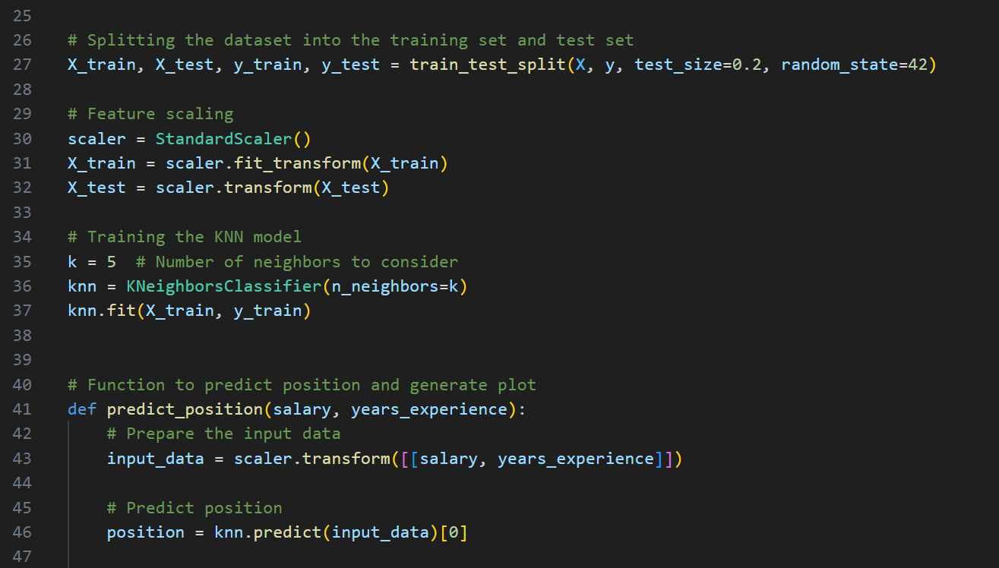 25
26 # Splitting the dataset into the training set and test set
27 X_train, X_test, y_train, y_test = train_test_split(X, y, test_size=0.2, random_state=42)
28
29 # Feature scaling
30 scaler = StandardScaler()
31 X_train = scaler.fit_transform(X_train)
32 X_test = scaler.transform(X_test)
33
34 # Training the KNN model
35 k = 5  # Number of neighbors to consider
36 knn = KNeighborsClassifier(n_neighbors=k)
37 knn.fit(X_train, y_train)
38
39
40 # Function to predict position and generate plot
41 def predict_position(salary, years_experience):
42     # Prepare the input data
43     input_data = scaler.transform([[salary, years_experience]])
44
45     # Predict position
46     position = knn.predict(input_data)[0]
47